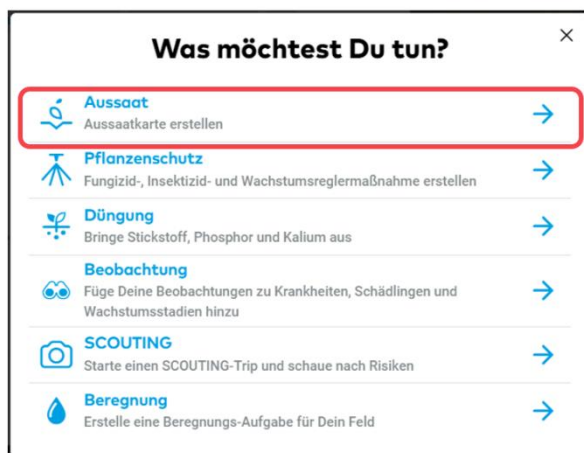 Was möchtest Du tun?
Aussaat
Aussaatkarte erstellen
Pflanzenschutz
Fungizid-, Insektizid- und Wachstumsreglermaßnahme erstellen
Düngung
Bringe Stickstoff, Phosphor und Kalium aus
Beobachtung
Füge Deine Beobachtungen zu Krankheiten, Schädlingen und
Wachstumsstadien hinzu
SCOUTING
Starte einen SCOUTING-Trip und schaue nach Risiken
Beregnung
Erstelle eine Beregnungs-Aufgabe für Dein Feld